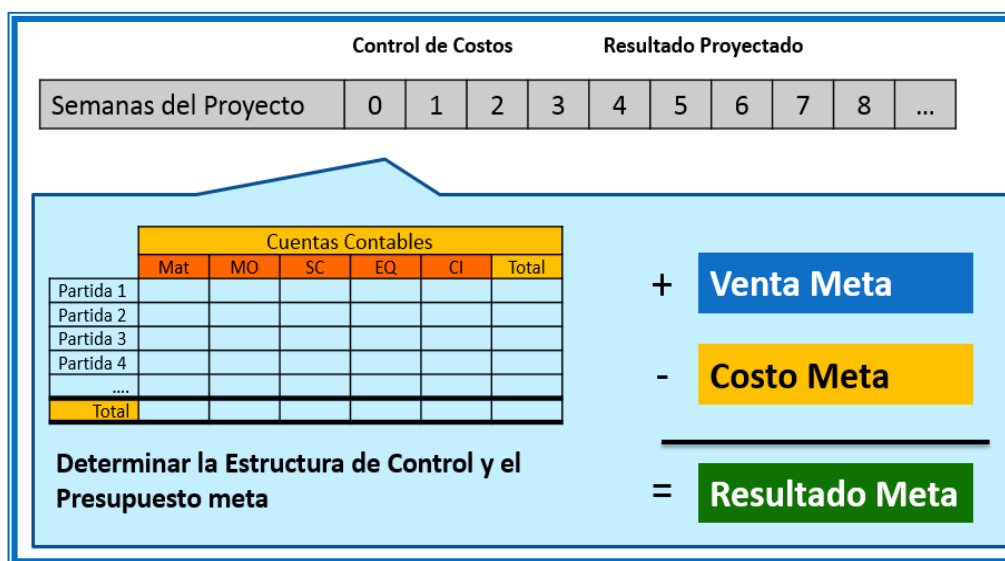 Control de Costos Resultado Proyectado
Semanas del Proyecto 0 1 2 3 4 5 6 7 8 ...
Cuentas Contables
Mat MO SC EQ CI Total
Partida 1
Partida 2
Partida 3
Partida 4
....
Total
+ Venta Meta
- Costo Meta
= Resultado Meta
Determinar la Estructura de Control y el
Presupuesto meta